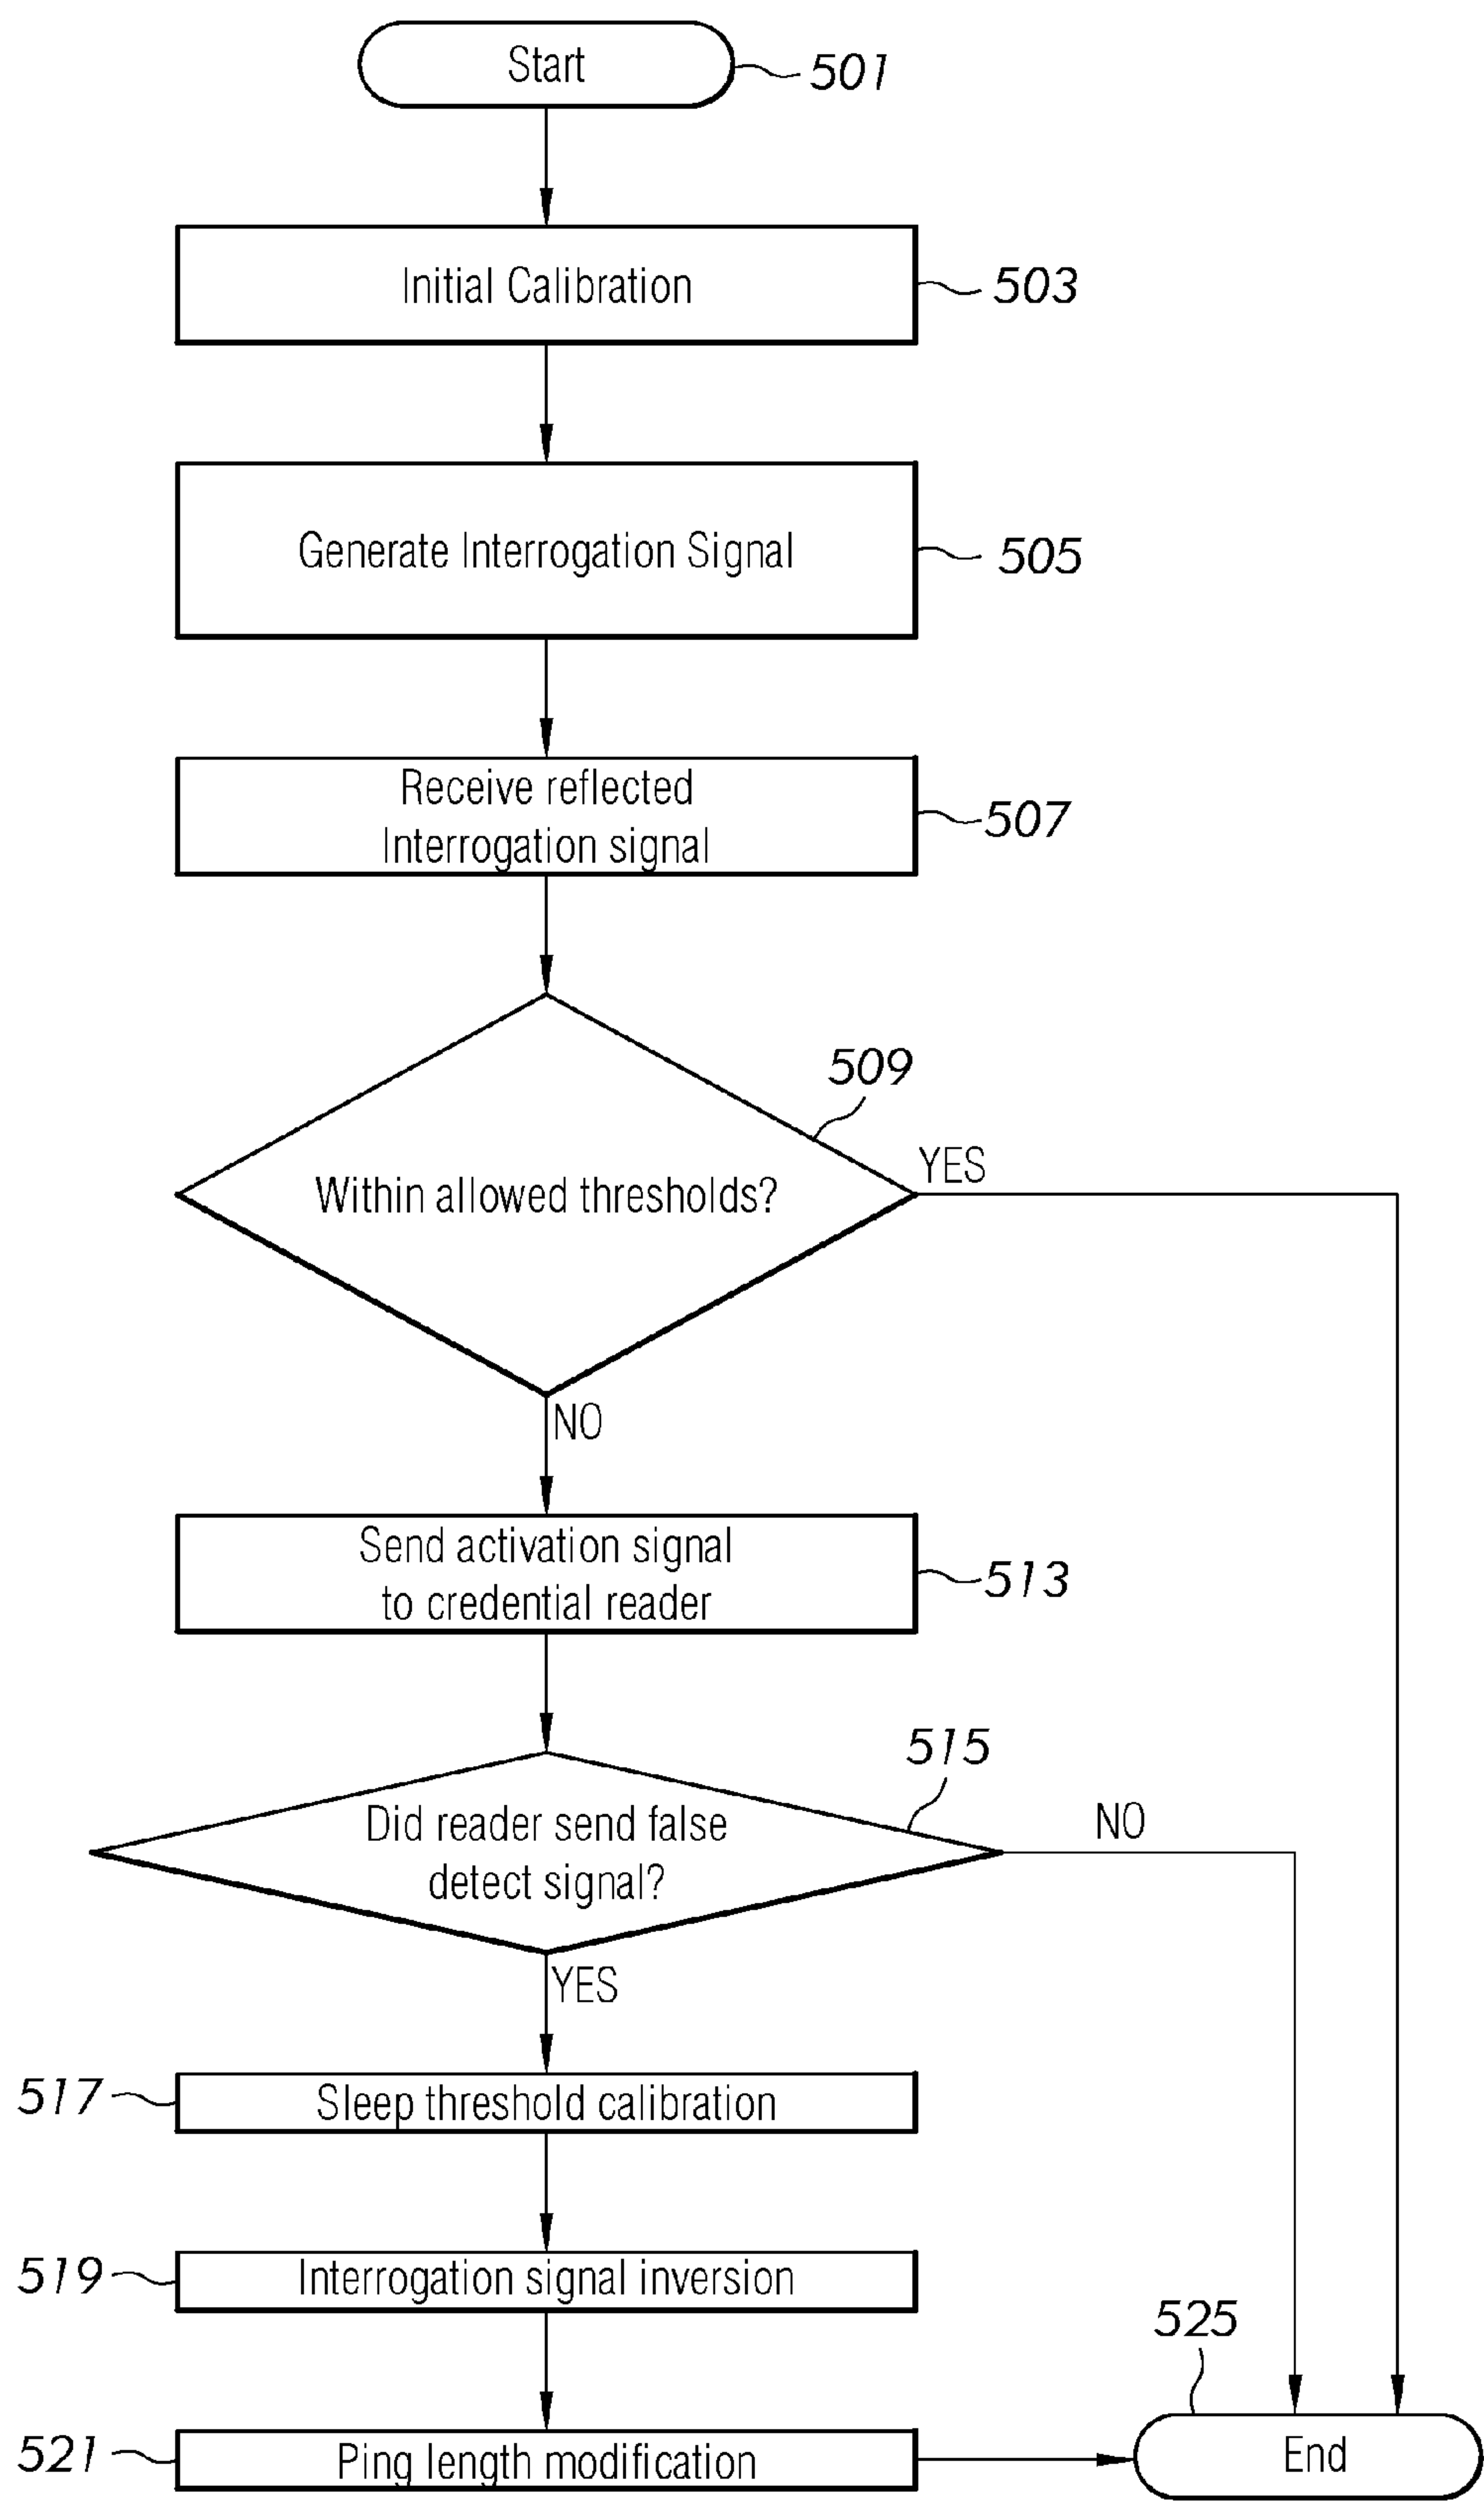 Start
501
Initial Calibration
503
Generate Interrogation Signal
505
Receive reflected
Interrogation signal
507
509
Within allowed thresholds?
YES
NO
Send activation signal
to credential reader
513
515
Did reader send false
detect signal?
NO
YES
517
Sleep threshold calibration
519
Interrogation signal inversion
525
521
Ping length modification
End